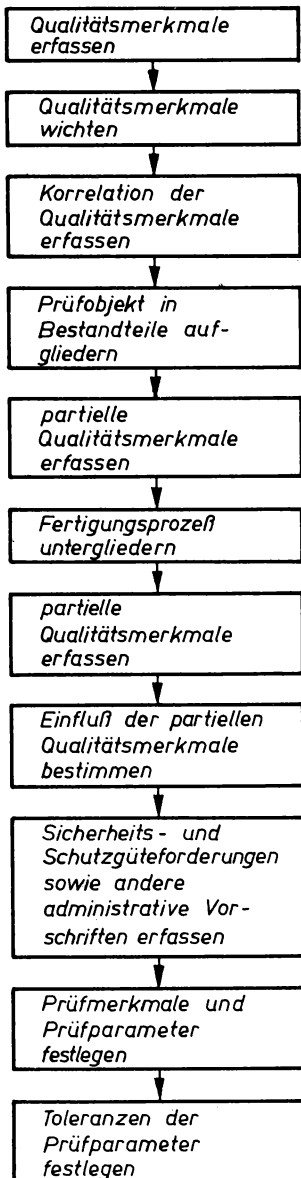 Qualitätsmerkmale
erfassen
Qualitätsmerkmale
wichten
Korrelation der
Qualitätsmerkmale
erfassen
Prüfobjekt in
Bestandteile auf-
gliedern
partielle
Qualitätsmerkmale
erfassen
Fertigungsprozeß
untergliedern
partielle
Qualitätsmerkmale
erfassen
Einfluß der partiellen
Qualitätsmerkmale
bestimmen
Sicherheits- und
Schutzgüteforderungen
sowie andere
administrative Vor-
schriften erfassen
Prüfmerkmale und
Prüfparameter
festlegen
Toleranzen der
Prüfparameter
festlegen